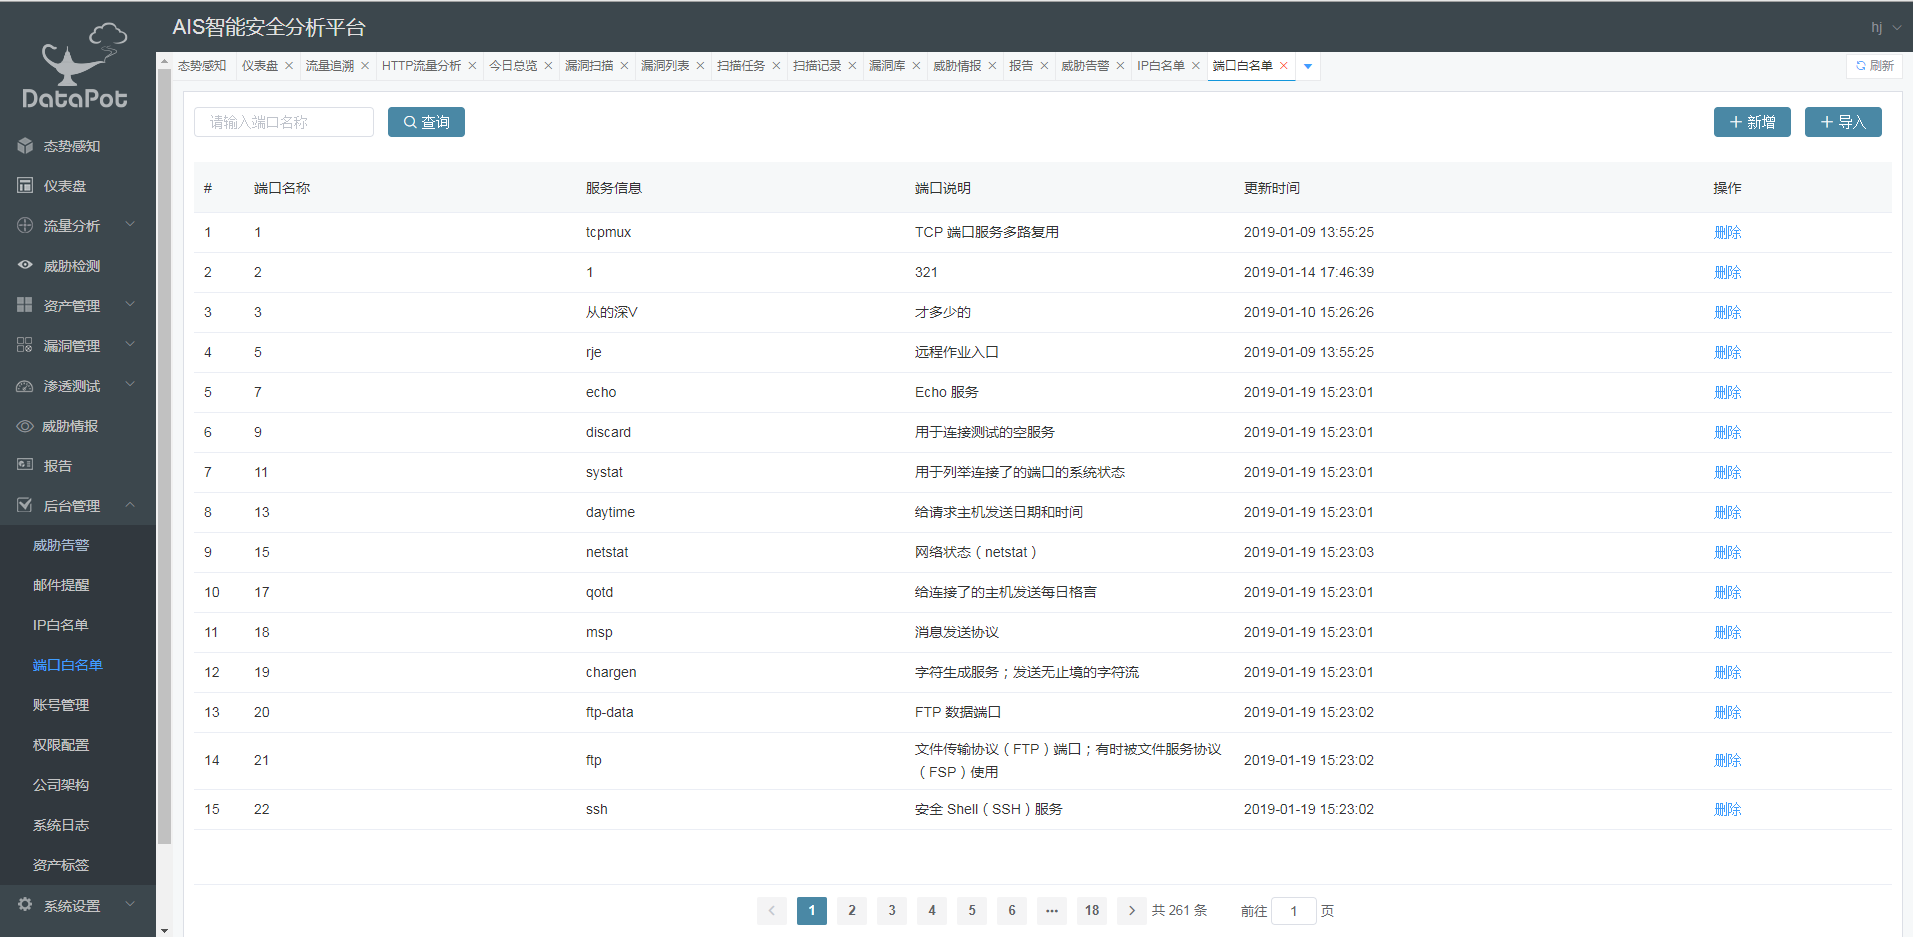 AIS智能安全分析平台
hj
DataPot
态势感知
仪表盘
流量分析
威胁检测
资产管理
漏洞管理
渗透测试
威胁情报
报告
后台管理
威胁告警
邮件提醒
IP白名单
端口白名单
账号管理
权限配置
公司架构
系统日志
资产标签
系统设置
态势感知 仪表盘 流量追溯 HTTP流量分析 今日总览 漏洞扫描 漏洞列表 扫描任务 扫描记录 漏洞库 威胁情报 报告 威胁告警 IP白名单 端口白名单 刷新
请输入端口名称 查询 新增 导入
# 端口名称 服务信息 端口说明 更新时间 操作
1 1 tcpmux TCP 端口服务多路复用 2019-01-09 13:55:25 删除
2 2 1 321 2019-01-14 17:46:39 删除
3 3 从的深V 才多少的 2019-01-10 15:26:26 删除
4 5 rje 远程作业入口 2019-01-09 13:55:25 删除
5 7 echo Echo 服务 2019-01-19 15:23:01 删除
6 9 discard 用于连接测试的空服务 2019-01-19 15:23:01 删除
7 11 systat 用于列举连接了的端口的系统状态 2019-01-19 15:23:01 删除
8 13 daytime 给请求主机发送日期和时间 2019-01-19 15:23:01 删除
9 15 netstat 网络状态（netstat） 2019-01-19 15:23:03 删除
10 17 qotd 给连接了的主机发送每日格言 2019-01-19 15:23:01 删除
11 18 msp 消息发送协议 2019-01-19 15:23:01 删除
12 19 chargen 字符生成服务；发送无止境的字符流 2019-01-19 15:23:01 删除
13 20 ftp-data FTP 数据端口 2019-01-19 15:23:02 删除
14 21 ftp 文件传输协议（FTP）端口；有时被文件服务协议
（FSP）使用 2019-01-19 15:23:02 删除
15 22 ssh 安全 Shell（SSH）服务 2019-01-19 15:23:02 删除
1 2 3 4 5 6 ••• 18 共 261 条 前往 1 页